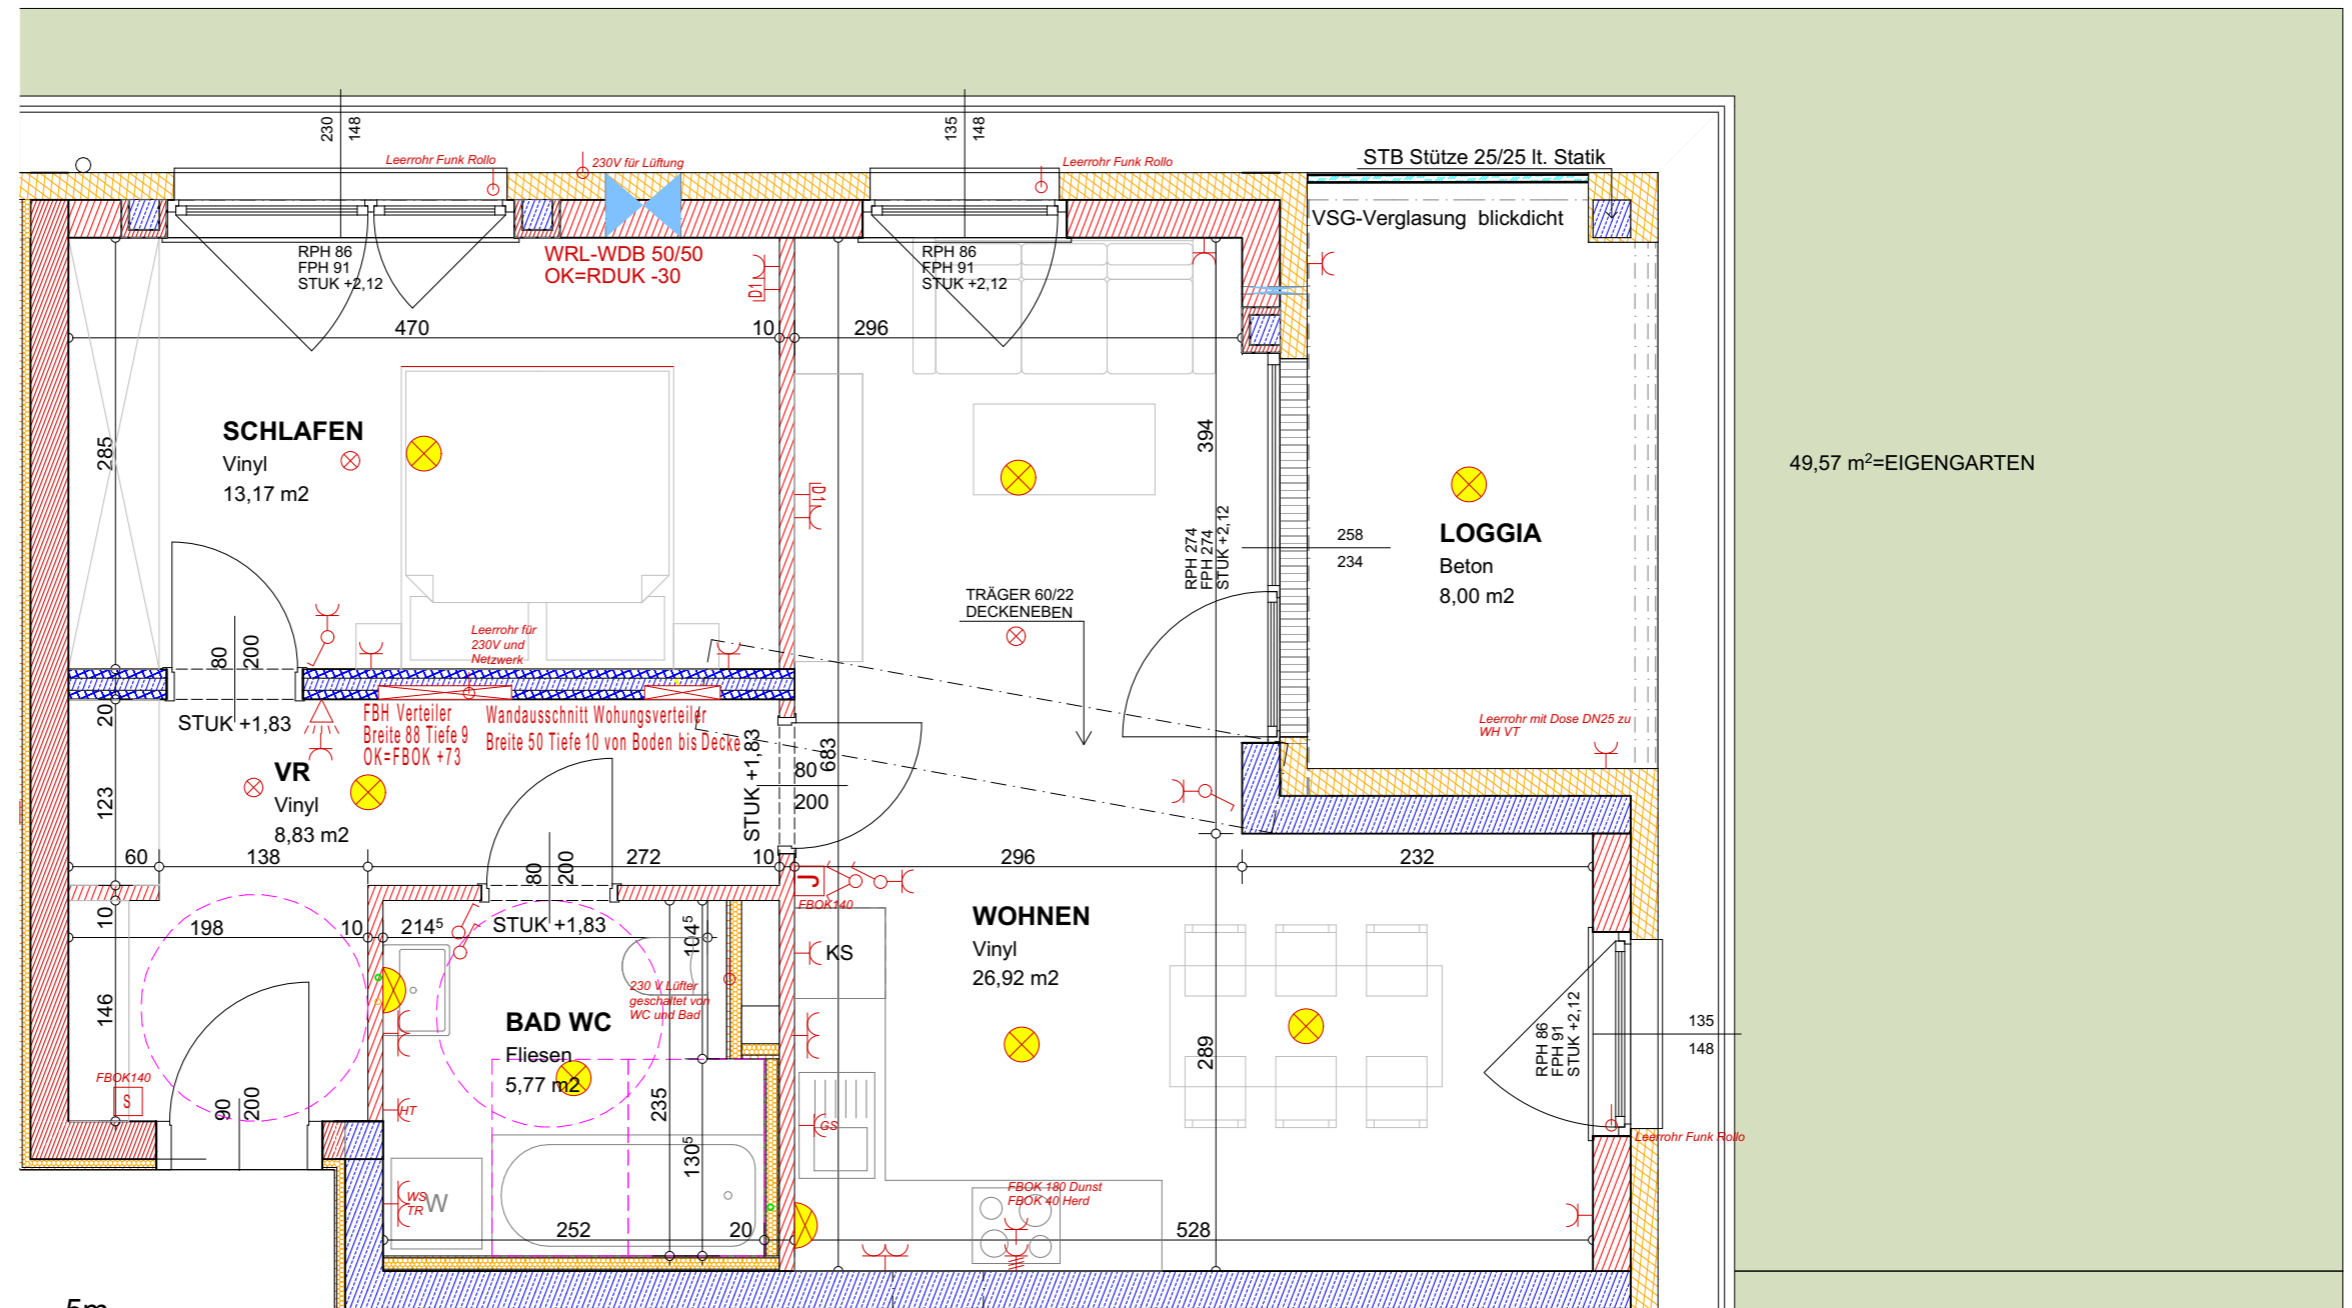 230
148
135
148
Leerrohr Funk Rollo
230V für Lüftung
Leerrohr Funk Rollo
STB Stütze 25/25 lt. Statik
VSG-Verglasung blickdicht
RPH 86
FPH 91
STUK +2,12
WRL-WDB 50/50
OK=RDUK -30
RPH 86
FPH 91
STUK +2,12
D1
470
10
296
285
SCHLAFEN
Vinyl
13,17 m2
394
D1
49,57 m²=EIGENGARTEN
RPH 274
FPH 274
STUK +2,12
258
234
LOGGIA
Beton
8,00 m2
TRÄGER 60/22
DECKENEBEN
80
200
Leerrohr für
230V und
Netzwerk
20
STUK +1,83
FBH Verteiler
Breite 88 Tiefe 9
OK=FBOK +73
Wandausschnitt Wohungsverteiler
Breite 50 Tiefe 10 von Boden bis Decke
STUK +1,83
683
80
200
Leerrohr mit Dose DN25 zu
WH VT
VR
Vinyl
8,83 m2
123
60
138
80
200
272
10
296
232
J
FBOK140
10
198
10
214⁵
STUK +1,83
104⁵
KS
WOHNEN
Vinyl
26,92 m2
146
230 V Lüfter
geschaltet von
WC und Bad
BAD WC
Fliesen
5,77 m2
289
RPH 86
FPH 91
STUK +2,12
135
148
FBOK140
S
90
200
HT
235
130⁵
GS
Leerrohr Funk Rollo
WS
TR
W
FBOK 180 Dunst
FBOK 40 Herd
252
20
528
5m